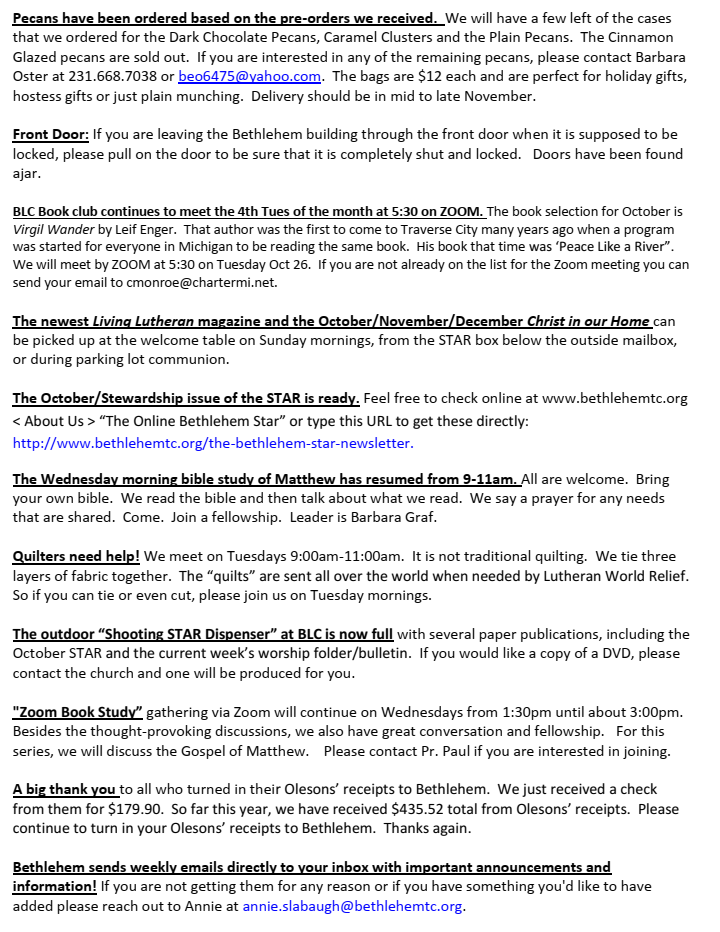 Pecans have been ordered based on the pre-orders we received.  We will have a few left of the cases
that we ordered for the Dark Chocolate Pecans, Caramel Clusters and the Plain Pecans.  The Cinnamon
Glazed pecans are sold out.  If you are interested in any of the remaining pecans, please contact Barbara
Oster at 231.668.7038 or beo6475@yahoo.com.  The bags are $12 each and are perfect for holiday gifts,
hostess gifts or just plain munching.  Delivery should be in mid to late November.
Front Door: If you are leaving the Bethlehem building through the front door when it is supposed to be
locked, please pull on the door to be sure that it is completely shut and locked.   Doors have been found
ajar.
BLC Book club continues to meet the 4th Tues of the month at 5:30 on ZOOM. The book selection for October is
Virgil Wander by Leif Enger.  That author was the first to come to Traverse City many years ago when a program
was started for everyone in Michigan to be reading the same book.  His book that time was ‘Peace Like a River”.
We will meet by ZOOM at 5:30 on Tuesday Oct 26.  If you are not already on the list for the Zoom meeting you can
send your email to cmonroe@chartermi.net.
The newest Living Lutheran magazine and the October/November/December Christ in our Home can
be picked up at the welcome table on Sunday mornings, from the STAR box below the outside mailbox,
or during parking lot communion.
The October/Stewardship issue of the STAR is ready. Feel free to check online at www.bethlehemtc.org
< About Us > “The Online Bethlehem Star” or type this URL to get these directly:
http://www.bethlehemtc.org/the-bethlehem-star-newsletter.
The Wednesday morning bible study of Matthew has resumed from 9-11am. All are welcome.  Bring
your own bible.  We read the bible and then talk about what we read.  We say a prayer for any needs
that are shared.  Come.  Join a fellowship.  Leader is Barbara Graf.
Quilters need help! We meet on Tuesdays 9:00am-11:00am.  It is not traditional quilting.  We tie three
layers of fabric together.  The “quilts” are sent all over the world when needed by Lutheran World Relief.
So if you can tie or even cut, please join us on Tuesday mornings.
The outdoor “Shooting STAR Dispenser” at BLC is now full with several paper publications, including the
October STAR and the current week’s worship folder/bulletin.  If you would like a copy of a DVD, please
contact the church and one will be produced for you.
"Zoom Book Study” gathering via Zoom will continue on Wednesdays from 1:30pm until about 3:00pm.
Besides the thought-provoking discussions, we also have great conversation and fellowship.   For this
series, we will discuss the Gospel of Matthew.    Please contact Pr. Paul if you are interested in joining.
A big thank you to all who turned in their Olesons’ receipts to Bethlehem.  We just received a check
from them for $179.90.  So far this year, we have received $435.52 total from Olesons’ receipts.  Please
continue to turn in your Olesons’ receipts to Bethlehem.  Thanks again.
Bethlehem sends weekly emails directly to your inbox with important announcements and
information! If you are not getting them for any reason or if you have something you'd like to have
added please reach out to Annie at annie.slabaugh@bethlehemtc.org.